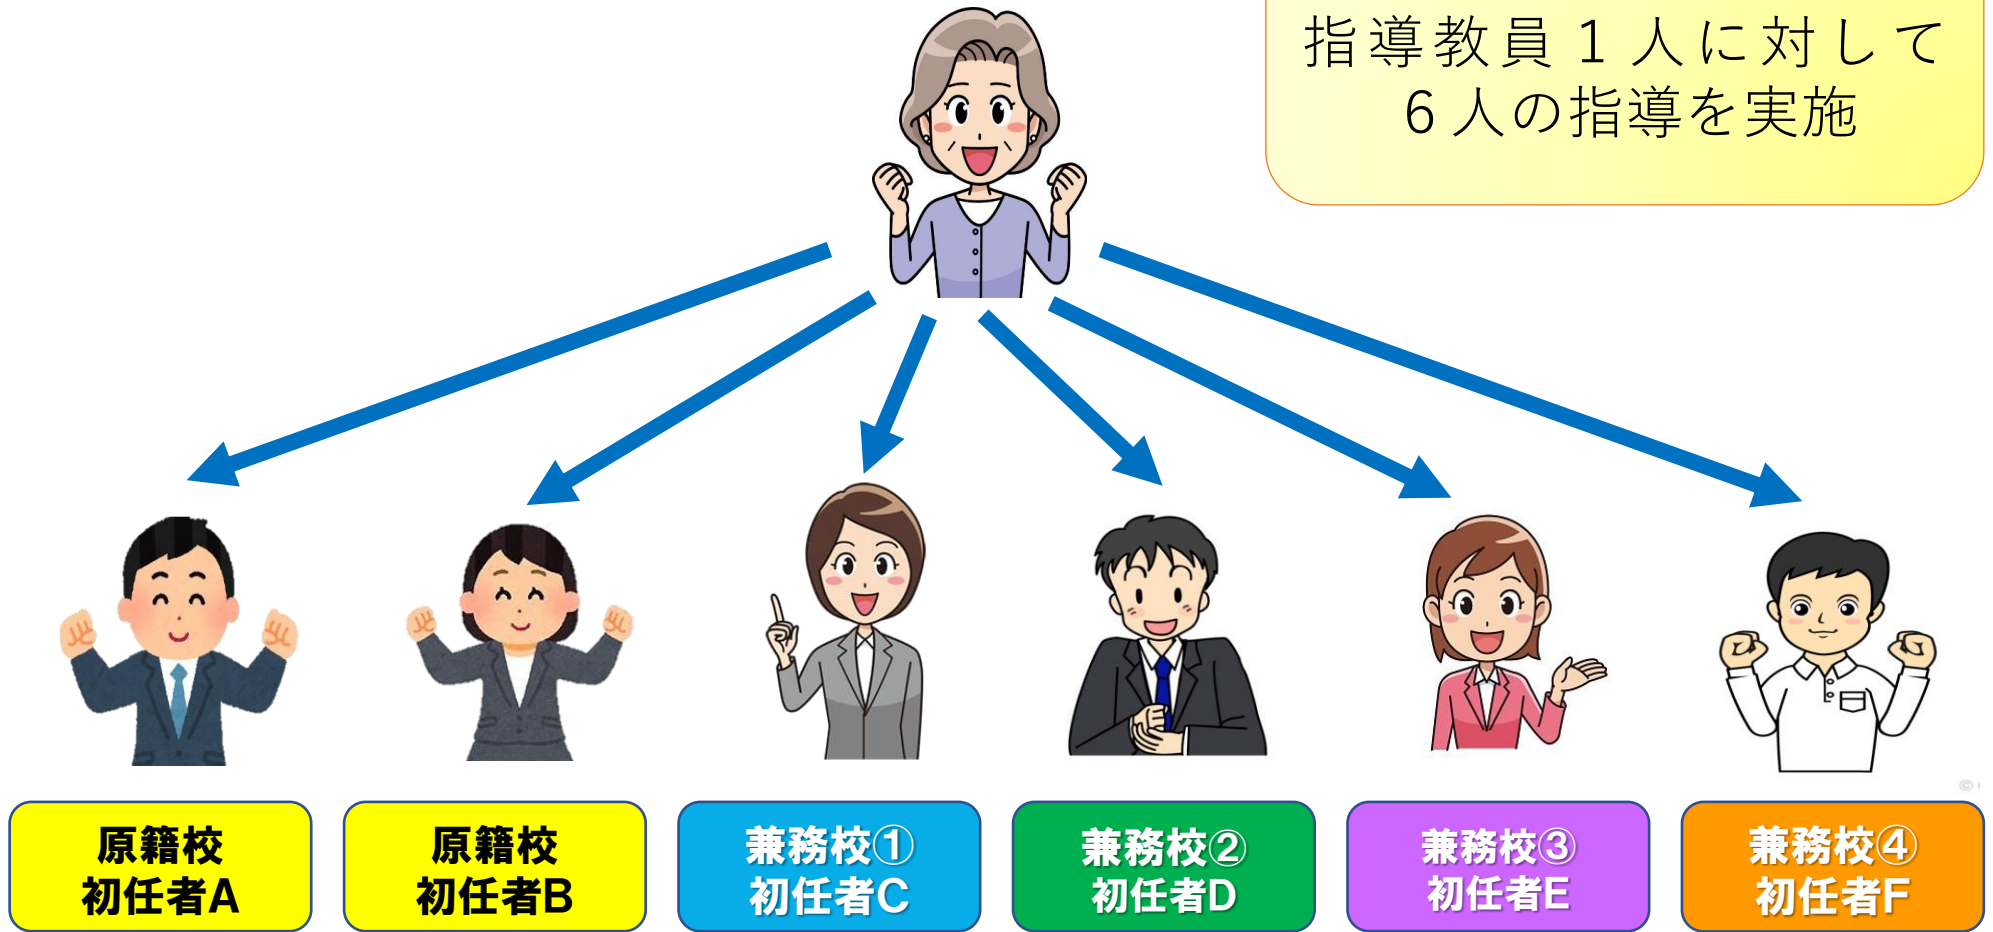 指導教員１人に対して
６人の指導を実施
原籍校
初任者A
原籍校
初任者B
兼務校①
初任者C
兼務校②
初任者D
兼務校③
初任者E
兼務校④
初任者F
©